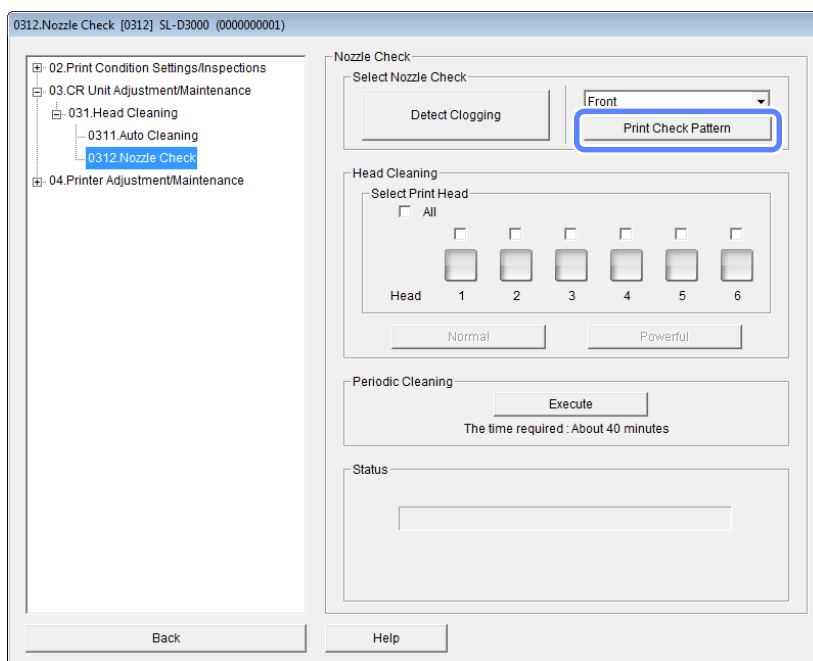 0312.Nozzle Check [0312] SL-D3000 (0000000001)
02.Print Condition Settings/Inspections
03.CR Unit Adjustment/Maintenance
031.Head Cleaning
0311.Auto Cleaning
0312.Nozzle Check
04.Printer Adjustment/Maintenance
Nozzle Check
Select Nozzle Check
Detect Clogging
Front
Print Check Pattern
Head Cleaning
Select Print Head
All
Head 1 2 3 4 5 6
Normal Powerful
Periodic Cleaning
Execute
The time required : About 40 minutes
Status
Back Help